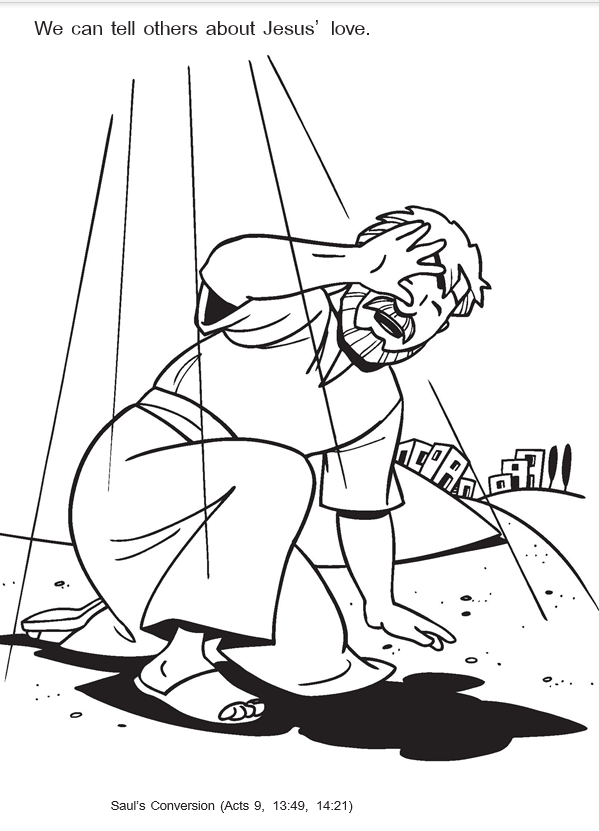 We can tell others about Jesus’ love.
Saul’s Conversion (Acts 9, 13:49, 14:21)